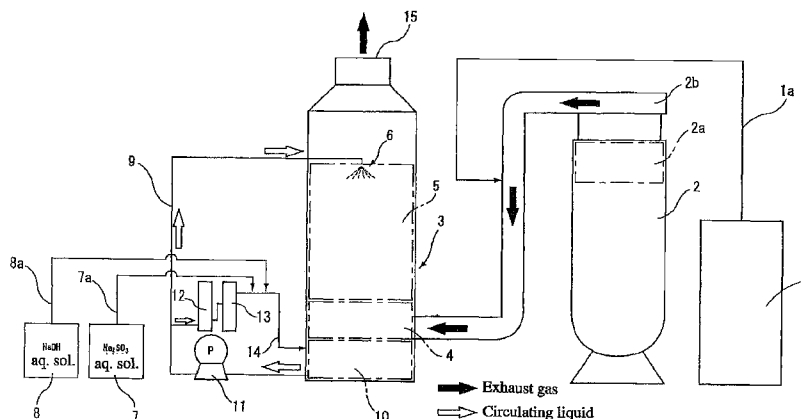 15
2b
1a
6
2a
9
5
2
3
8a
7a
12
13
4
14
P
NaOH
aq. sol.
Na₂SO₃
aq. sol.
8
7
11
10
Exhaust gas
Circulating liquid